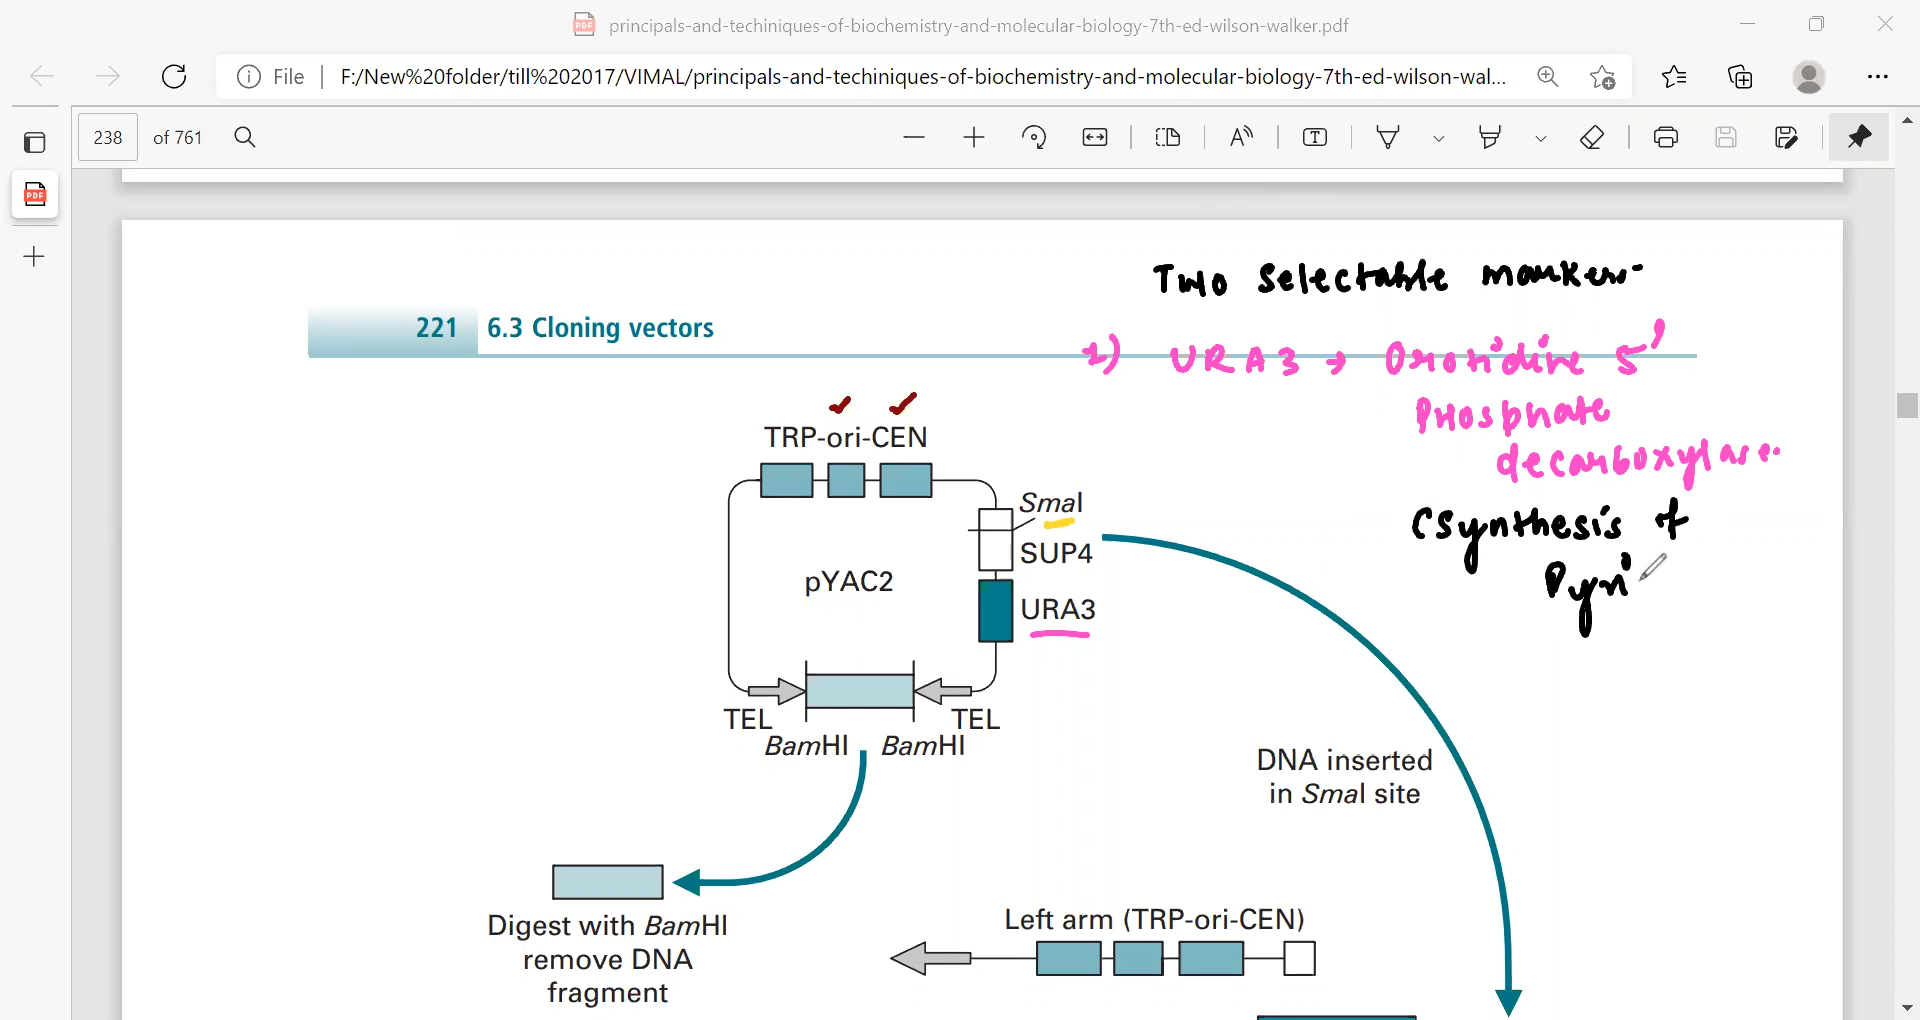 principals-and-techiniques-of-biochemistry-and-molecular-biology-7th-ed-wilson-walker.pdf
File | F:/New%20folder/till%202017/VIMAL/principals-and-techiniques-of-biochemistry-and-molecular-biology-7th-ed-wilson-wal...
238 of 761
Two Selectable marker
221 6.3 Cloning vectors
1) URA3 → Orotidine 5'
Phosphate
decarboxylase.
(Synthesis of
Pyri
TRP-ori-CEN
SmaI
SUP4
pYAC2
URA3
TEL TEL
BamHI BamHI
DNA inserted
in SmaI site
Digest with BamHI
remove DNA
fragment
Left arm (TRP-ori-CEN)